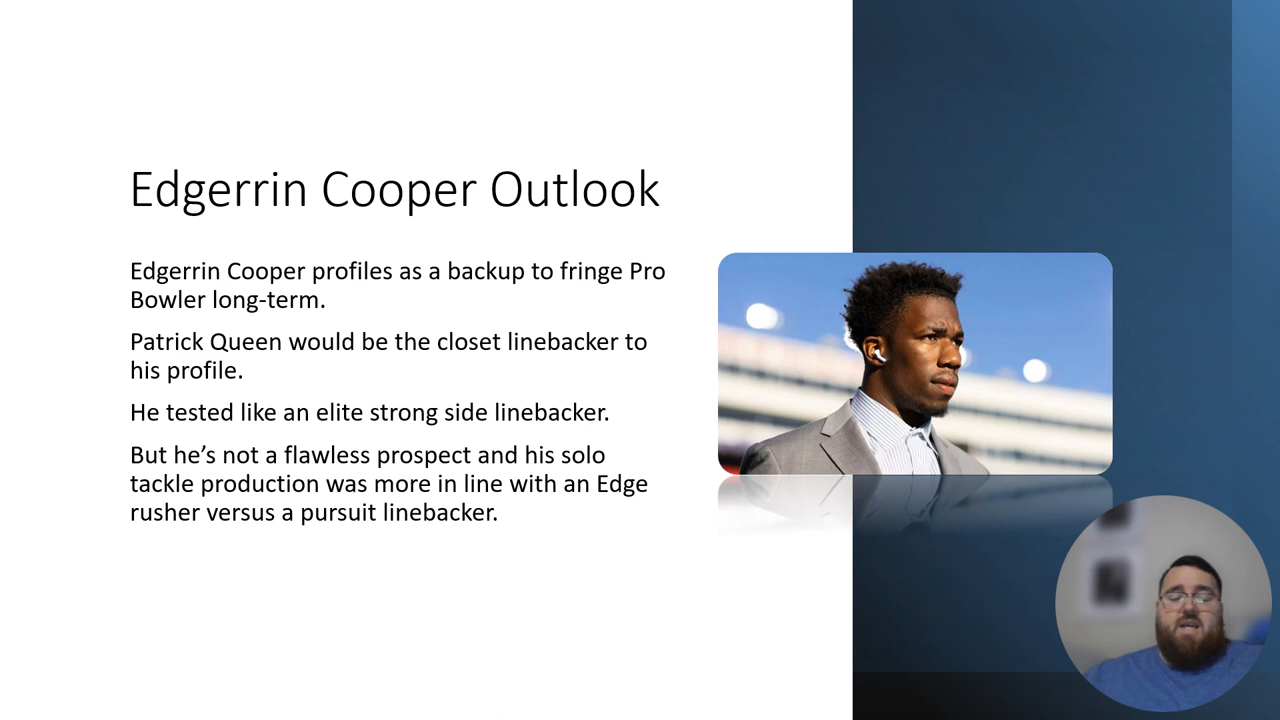 Edgerrin Cooper Outlook
Edgerrin Cooper profiles as a backup to fringe Pro
Bowler long-term.
Patrick Queen would be the closet linebacker to
his profile.
He tested like an elite strong side linebacker.
But he’s not a flawless prospect and his solo
tackle production was more in line with an Edge
rusher versus a pursuit linebacker.